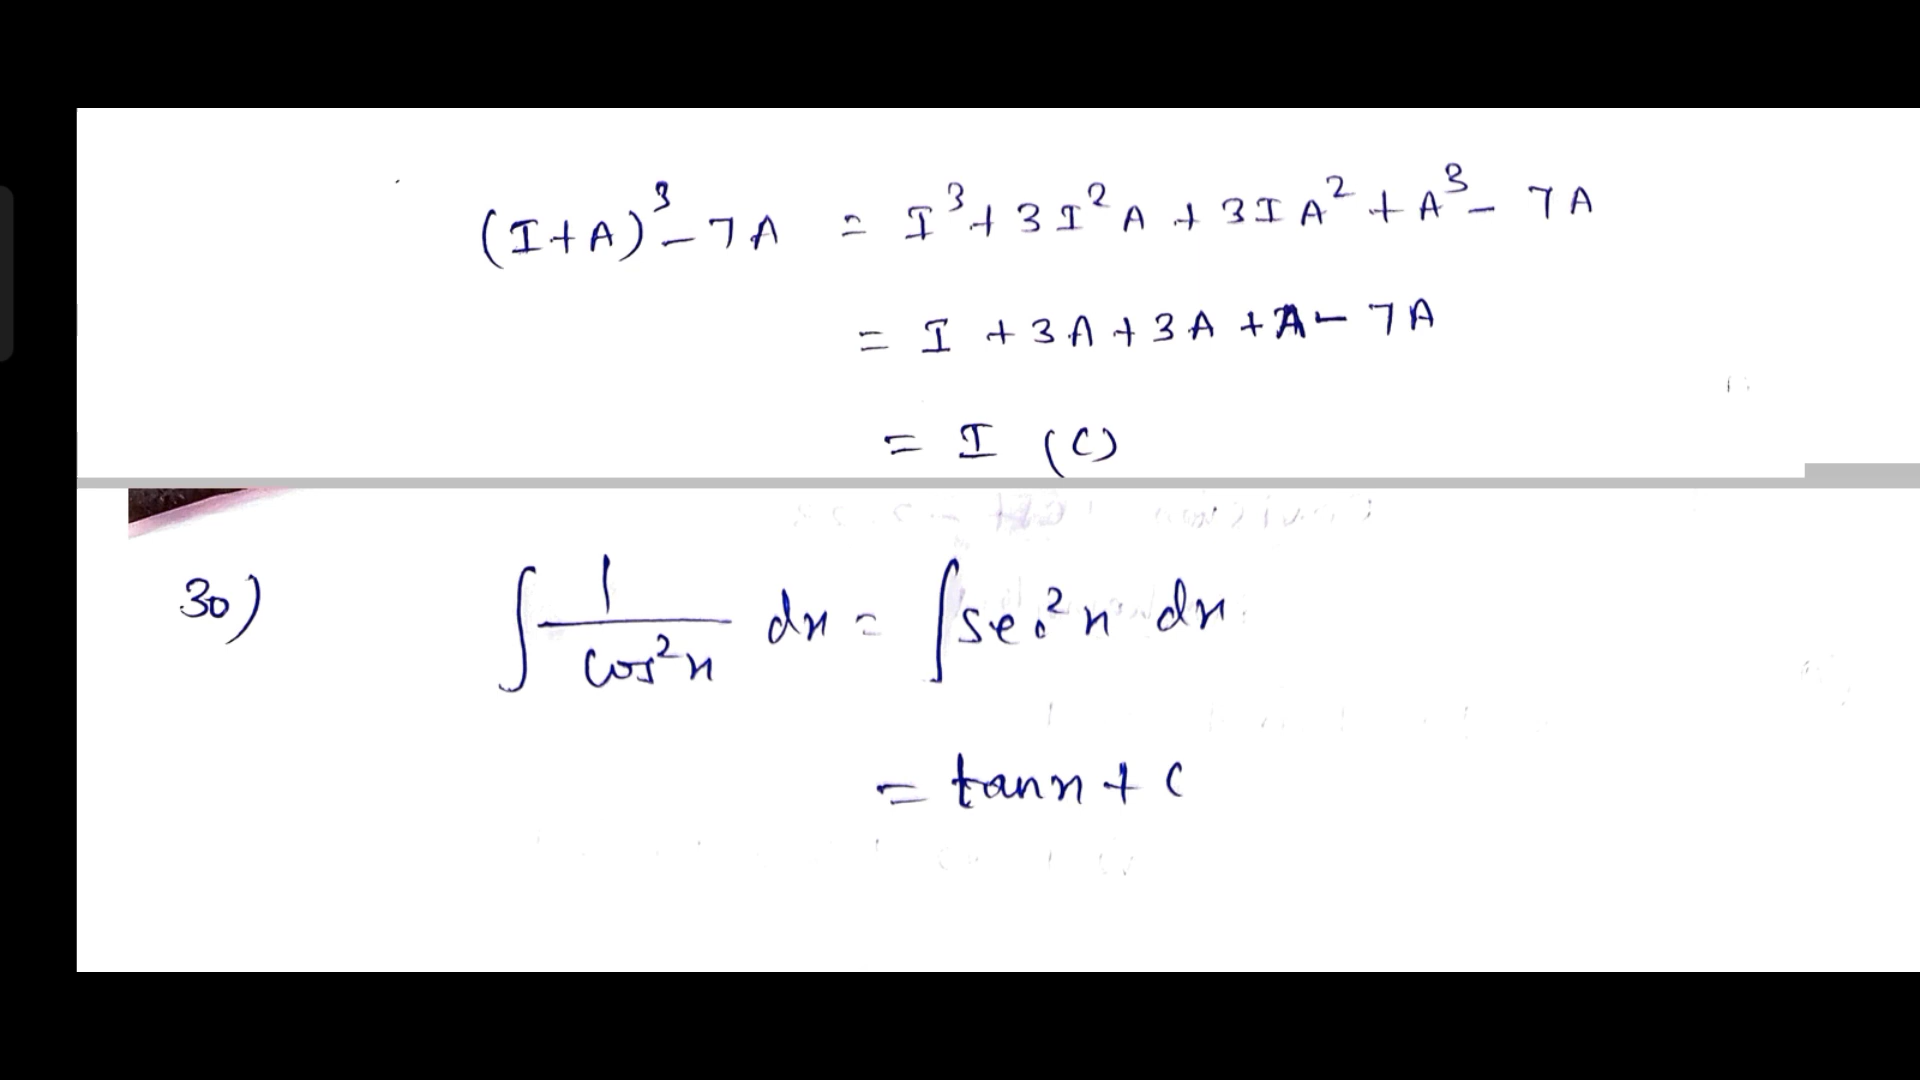 (I+A)³ - 7A = I³ + 3I²A + 3IA² + A³ - 7A
= I + 3A + 3A + A - 7A
= I (C)
30) ∫ 1/cos²x dx = ∫ sec²x dx
= tanx + C